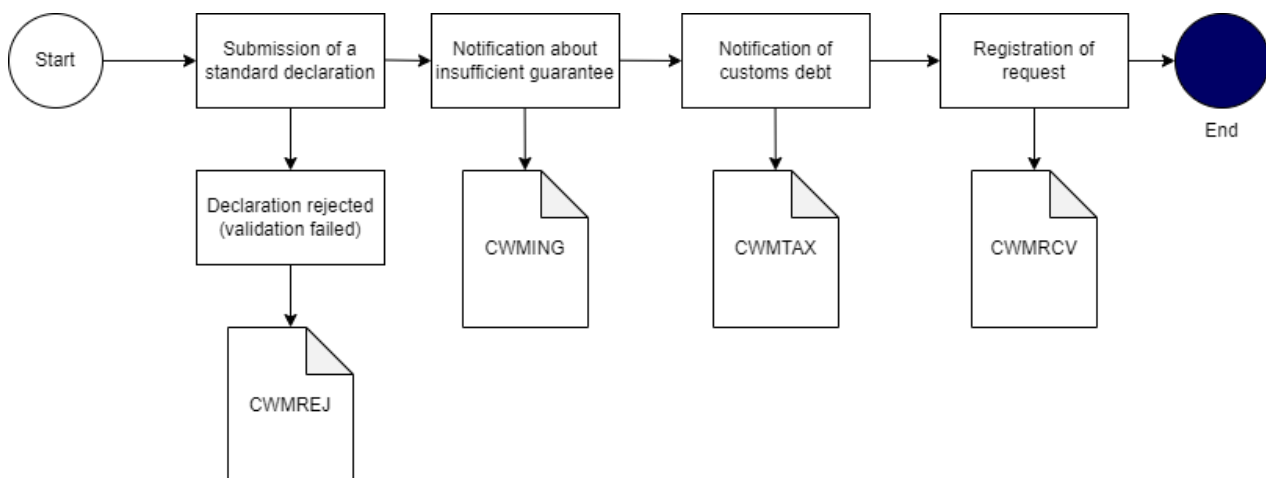 Start
Submission of a
standard declaration
Notification about
insufficient guarantee
Notification of
customs debt
Registration of
request
End
Declaration rejected
(validation failed)
CWMING
CWMTAX
CWMRCV
CWMREJ